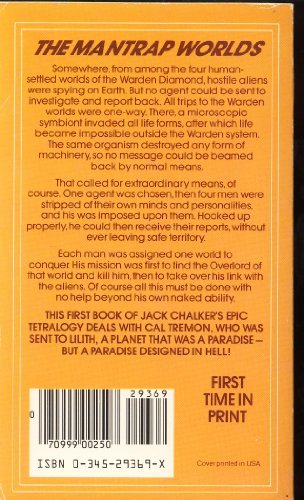 THE MANTRAP WORLDS
Somewhere, from among the four human-
settled worlds of the Warden Diamond, hostile aliens
were spying on Earth. But no agent could be sent to
investigate and report back. All trips to the Warden
worlds were one-way. There, a microscopic
symbiont invaded all life forms, after which life
became impossible outside the Warden system.
The same organism destroyed any form of
machinery, so no message could be beamed
back by normal means.
That called for extraordinary means, of
course. One agent was chosen, then four men were
stripped of their own minds and personalities,
and his was imposed upon them. Hooked up
properly, he could then receive their reports, without
ever leaving safe territory.
Each man was assigned one world to
conquer His mission was first to find the Overlord of
that world and kill him, then to take over his link with
the aliens. Of course all this must be done with
no help beyond his own naked ability.
THIS FIRST BOOK OF JACK CHALKER'S EPIC
TETRALOGY DEALS WITH CAL TREMON, WHO WAS
SENT TO LILITH, A PLANET THAT WAS A PARADISE—
BUT A PARADISE DESIGNED IN HELL!
29369
0
70999 00250
ISBN 0-345-29369-X
FIRST
TIME IN
PRINT
Cover printed in USA